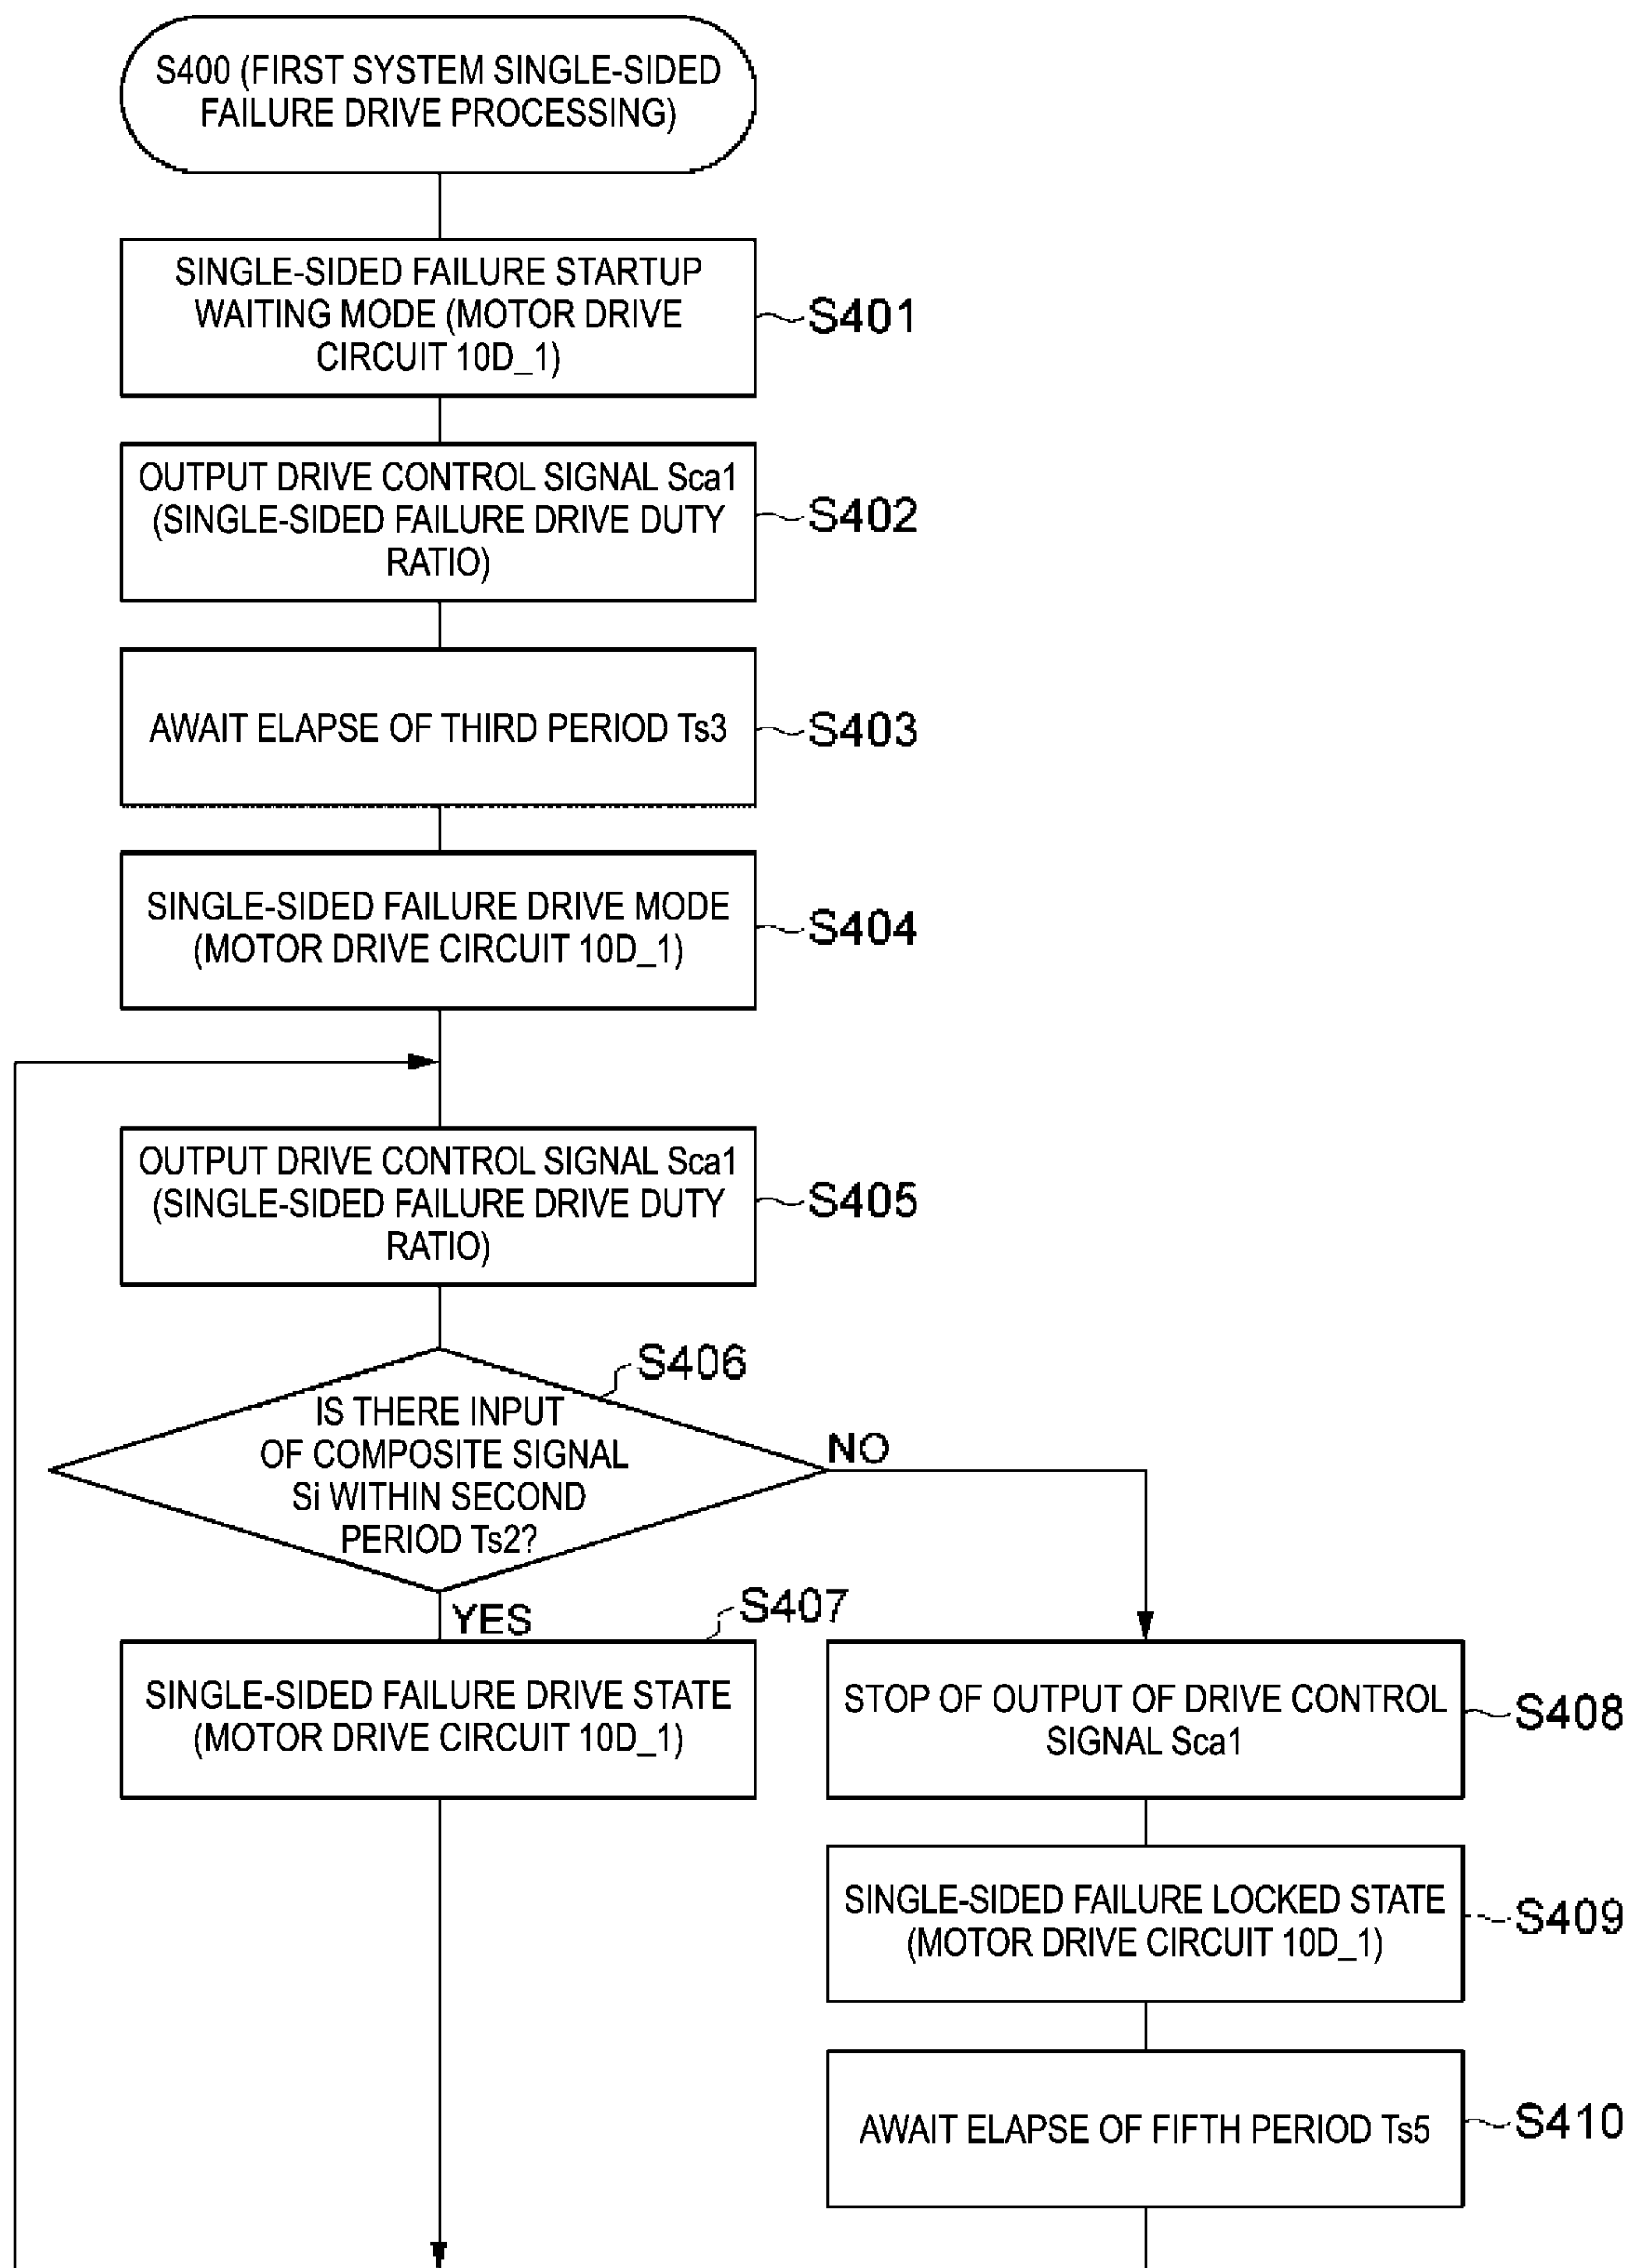 S400 (FIRST SYSTEM SINGLE-SIDED
FAILURE DRIVE PROCESSING)
SINGLE-SIDED FAILURE STARTUP
WAITING MODE (MOTOR DRIVE
CIRCUIT 10D_1)
S401
OUTPUT DRIVE CONTROL SIGNAL Sca1
(SINGLE-SIDED FAILURE DRIVE DUTY
RATIO)
S402
AWAIT ELAPSE OF THIRD PERIOD Ts3
S403
SINGLE-SIDED FAILURE DRIVE MODE
(MOTOR DRIVE CIRCUIT 10D_1)
S404
OUTPUT DRIVE CONTROL SIGNAL Sca1
(SINGLE-SIDED FAILURE DRIVE DUTY
RATIO)
S405
S406
IS THERE INPUT
OF COMPOSITE SIGNAL
Si WITHIN SECOND
PERIOD Ts2?
NO
YES
S407
SINGLE-SIDED FAILURE DRIVE STATE
(MOTOR DRIVE CIRCUIT 10D_1)
STOP OF OUTPUT OF DRIVE CONTROL
SIGNAL Sca1
S408
SINGLE-SIDED FAILURE LOCKED STATE
(MOTOR DRIVE CIRCUIT 10D_1)
S409
AWAIT ELAPSE OF FIFTH PERIOD Ts5
S410